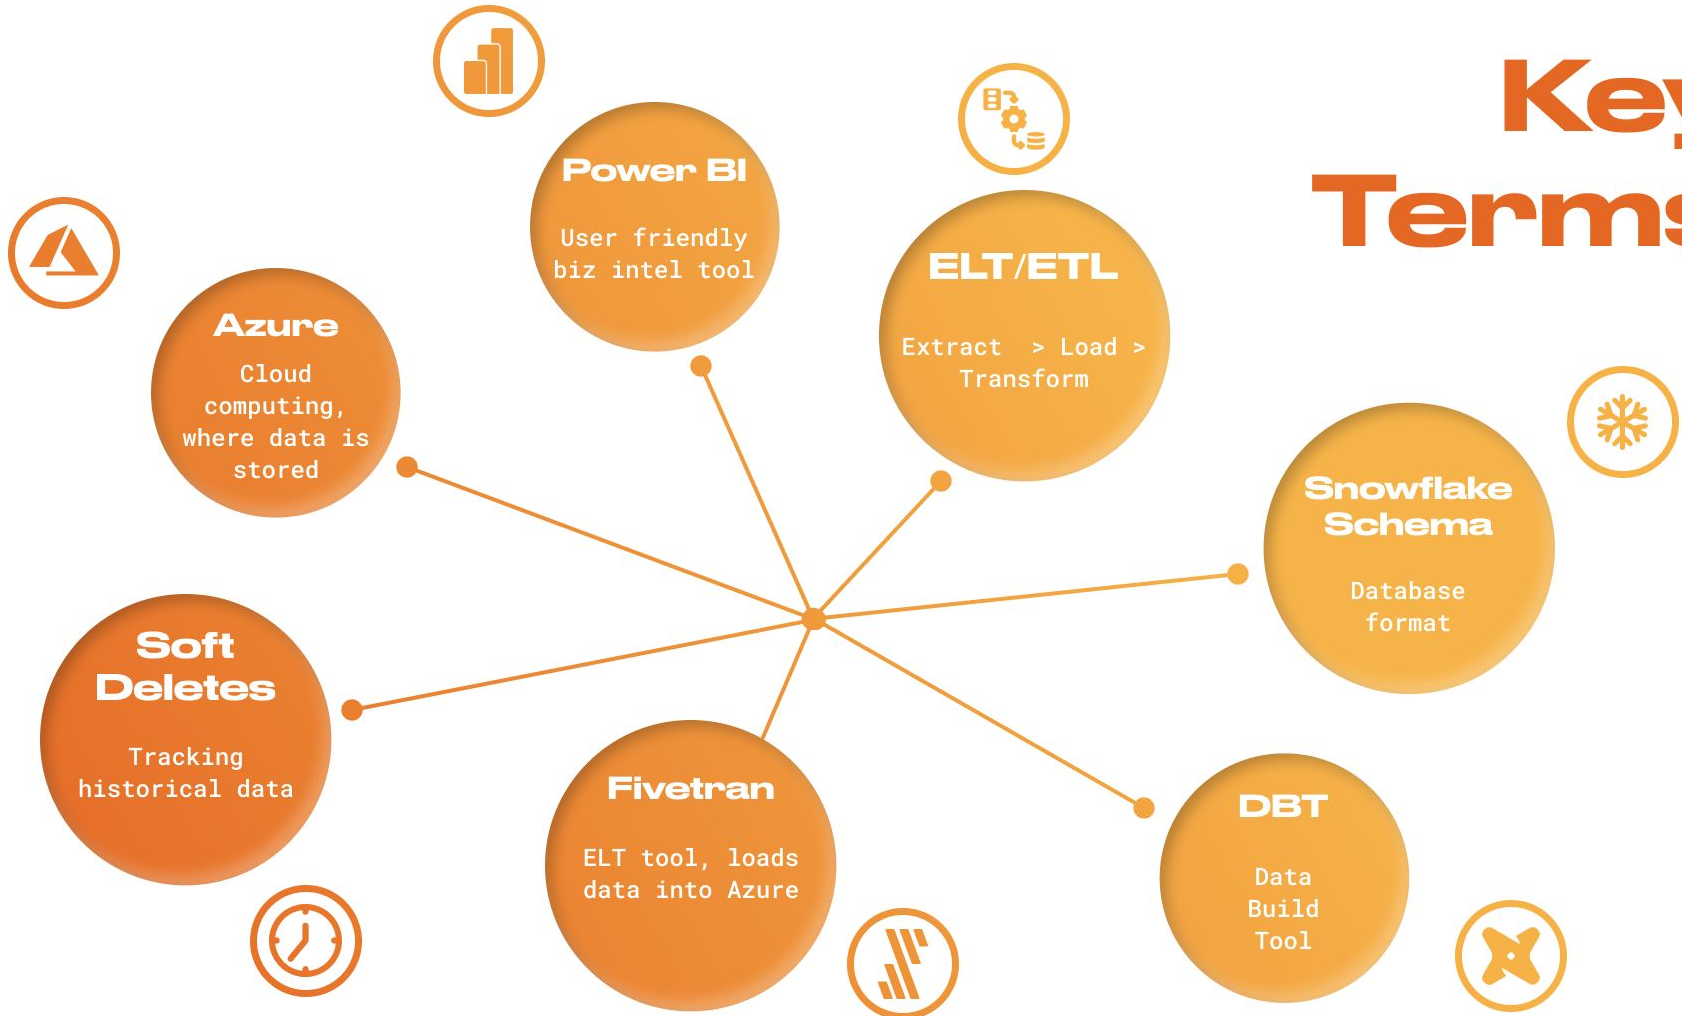 Key
Terms
Power BI
User friendly
biz intel tool
ELT/ETL
Extract > Load >
Transform
Azure
Cloud
computing,
where data is
stored
Snowflake
Schema
Database
format
Soft
Deletes
Tracking
historical data
Fivetran
ELT tool, loads
data into Azure
DBT
Data
Build
Tool